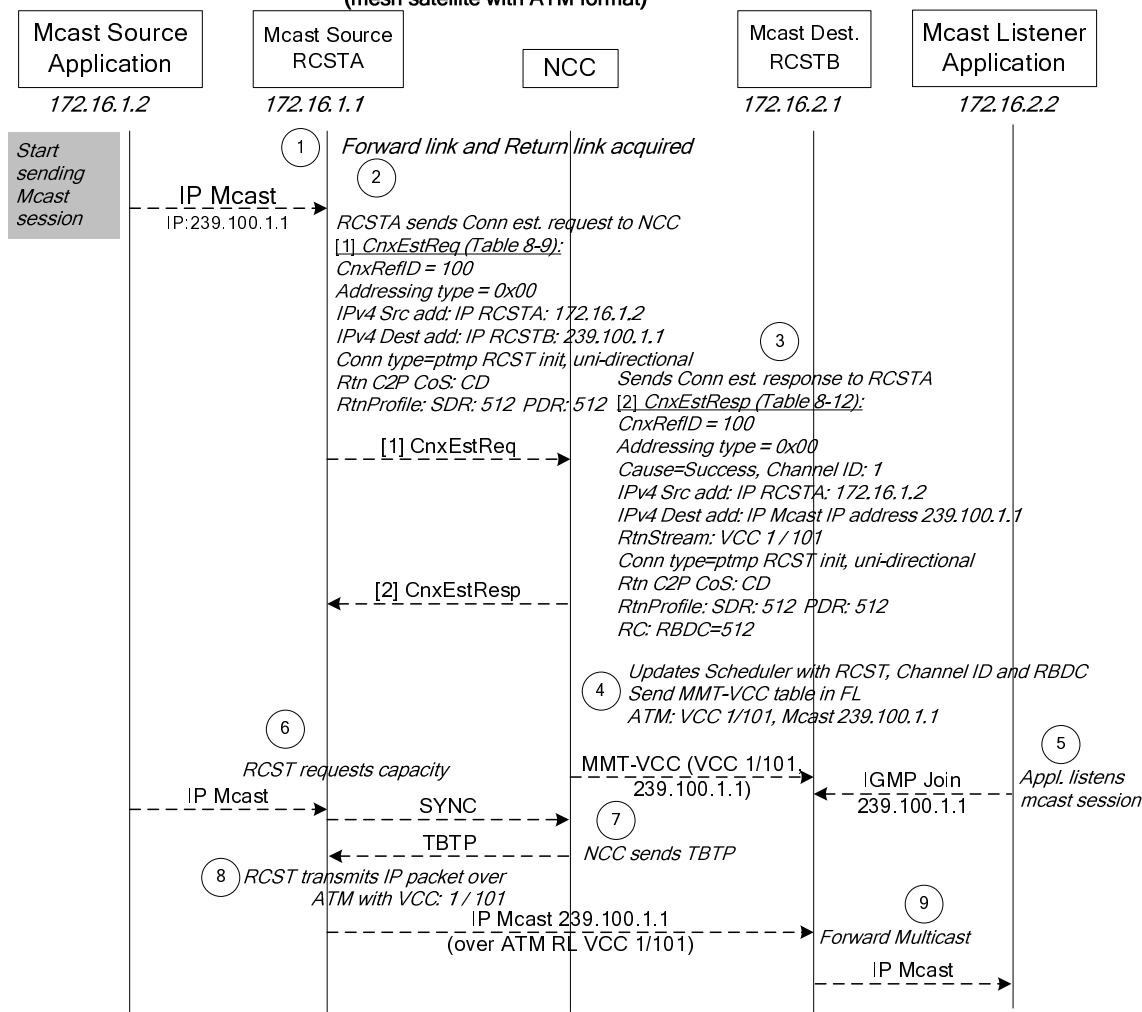 (mesh satellite with ATM format)
Mcast Source
Application
Mcast Source
RCSTA
NCC
Mcast Dest.
RCSTB
Mcast Listener
Application
172.16.1.2
172.16.1.1
172.16.2.1
172.16.2.2
Start
sending
Mcast
session
1
Forward link and Return link acquired
2
IP Mcast
IP:239.100.1.1
RCSTA sends Conn est. request to NCC
[1] CnxEstReq (Table 8-9):
CnxRefID = 100
Addressing type = 0x00
IPv4 Src add: IP RCSTA: 172.16.1.2
IPv4 Dest add: IP RCSTB: 239.100.1.1
Conn type=ptmp RCST init, uni-directional
Rtn C2P CoS: CD
RtnProfile: SDR: 512 PDR: 512
3
Sends Conn est. response to RCSTA
[2] CnxEstResp (Table 8-12):
CnxRefID = 100
Addressing type = 0x00
Cause=Success, Channel ID: 1
IPv4 Src add: IP RCSTA: 172.16.1.2
IPv4 Dest add: IP Mcast IP address 239.100.1.1
RtnStream: VCC 1 / 101
Conn type=ptmp RCST init, uni-directional
Rtn C2P CoS: CD
RtnProfile: SDR: 512 PDR: 512
RC: RBDC=512
[1] CnxEstReq
[2] CnxEstResp
4
Updates Scheduler with RCST, Channel ID and RBDC
Send MMT-VCC table in FL
ATM: VCC 1/101, Mcast 239.100.1.1
5
Appl. listens
mcast session
6
RCST requests capacity
MMT-VCC (VCC 1/101,
239.100.1.1)
IGMP Join
239.100.1.1
IP Mcast
SYNC
7
NCC sends TBTP
TBTP
8
RCST transmits IP packet over
ATM with VCC: 1 / 101
IP Mcast 239.100.1.1
(over ATM RL VCC 1/101)
9
Forward Multicast
IP Mcast